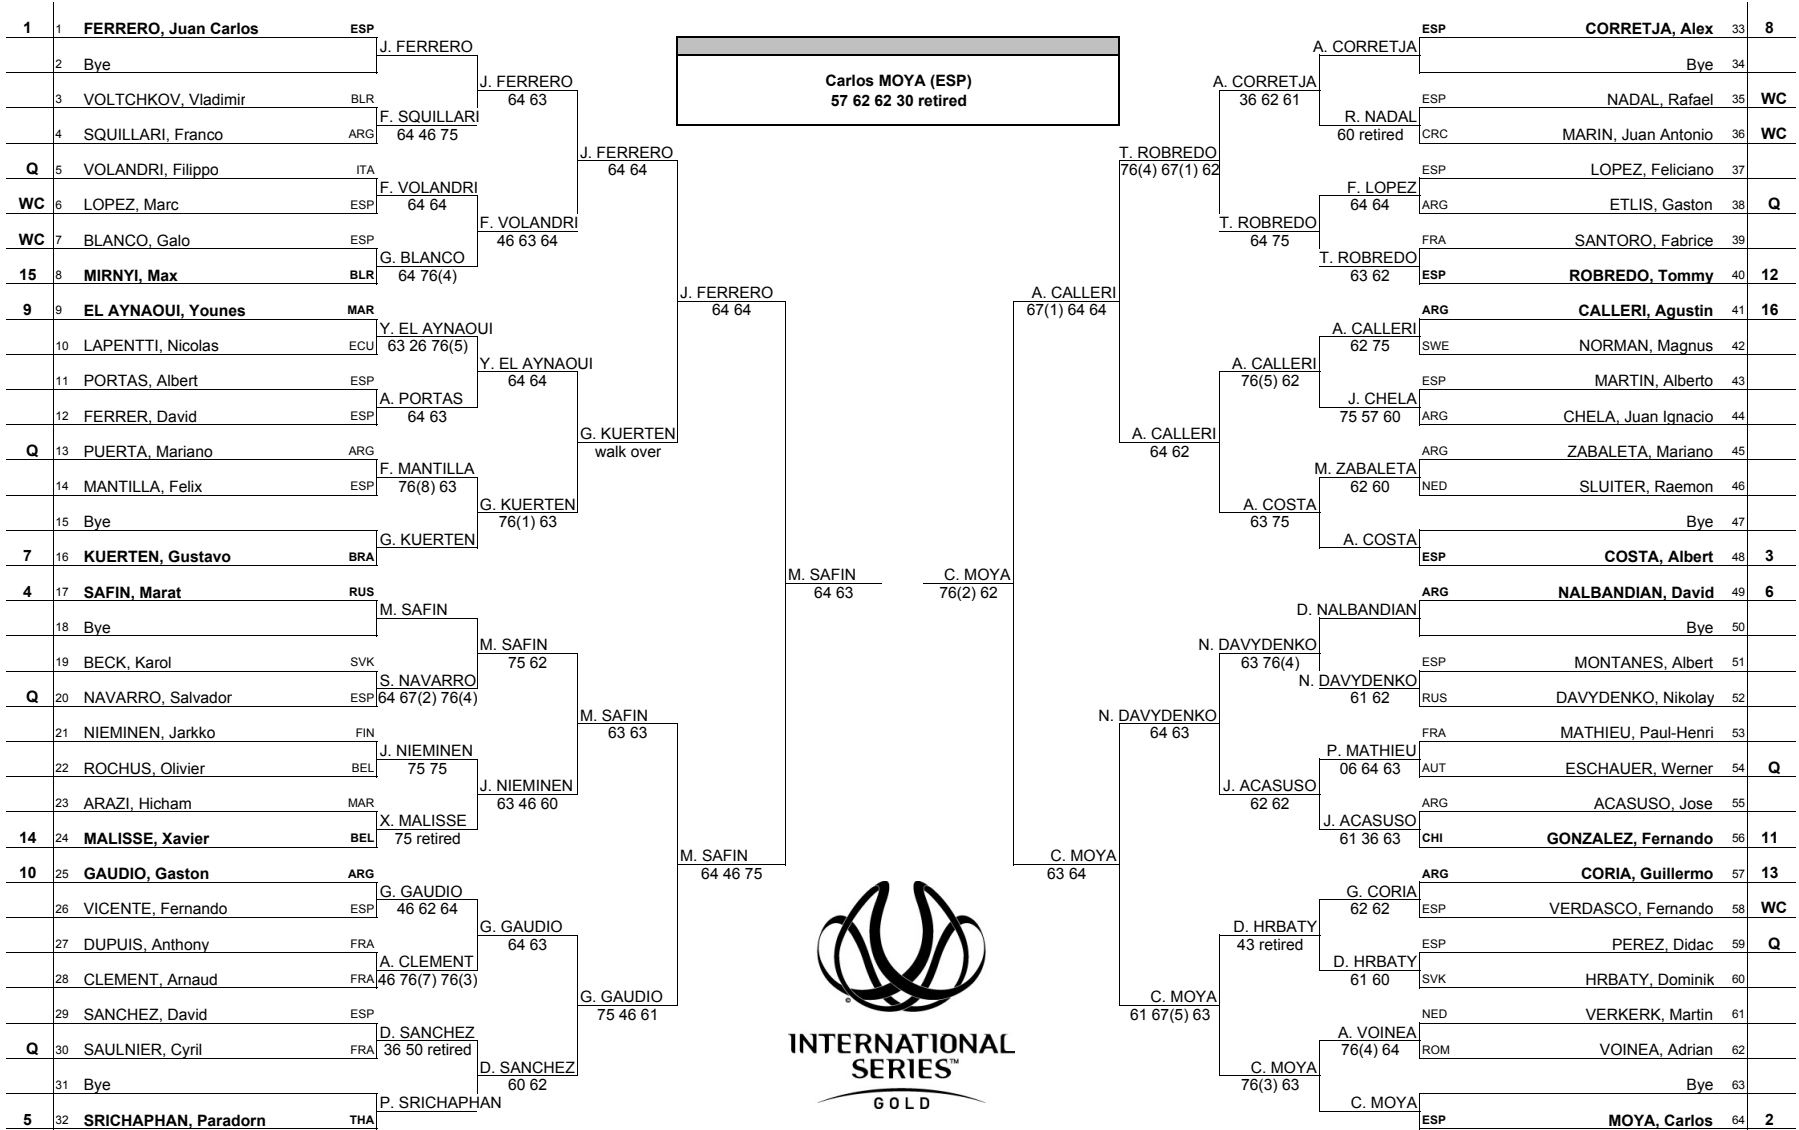 1 1 FERRERO, Juan Carlos ESP
2 Bye
3 VOLTCHKOV, Vladimir BLR
4 SQUILLARI, Franco ARG
Q 5 VOLANDRI, Filippo ITA
WC 6 LOPEZ, Marc ESP
WC 7 BLANCO, Galo ESP
15 8 MIRNYI, Max BLR
9 9 EL AYNAOUI, Younes MAR
10 LAPENTTI, Nicolas ECU
11 PORTAS, Albert ESP
12 FERRER, David ESP
Q 13 PUERTA, Mariano ARG
14 MANTILLA, Felix ESP
15 Bye
7 16 KUERTEN, Gustavo BRA
4 17 SAFIN, Marat RUS
18 Bye
19 BECK, Karol SVK
Q 20 NAVARRO, Salvador ESP
21 NIEMINEN, Jarkko FIN
22 ROCHUS, Olivier BEL
23 ARAZI, Hicham MAR
14 24 MALISSE, Xavier BEL
10 25 GAUDIO, Gaston ARG
26 VICENTE, Fernando ESP
27 DUPUIS, Anthony FRA
28 CLEMENT, Arnaud FRA
29 SANCHEZ, David ESP
Q 30 SAULNIER, Cyril FRA
31 Bye
5 32 SRICHAPHAN, Paradorn THA
J. FERRERO
F. SQUILLARI
64 46 75
F. VOLANDRI
64 64
G. BLANCO
64 76(4)
Y. EL AYNAOUI
63 26 76(5)
A. PORTAS
64 63
F. MANTILLA
76(8) 63
G. KUERTEN
M. SAFIN
S. NAVARRO
64 67(2) 76(4)
J. NIEMINEN
75 75
X. MALISSE
75 retired
G. GAUDIO
46 62 64
A. CLEMENT
46 76(7) 76(3)
D. SANCHEZ
36 50 retired
P. SRICHAPHAN
J. FERRERO
64 63
F. VOLANDRI
46 63 64
Y. EL AYNAOUI
64 64
G. KUERTEN
76(1) 63
M. SAFIN
75 62
J. NIEMINEN
63 46 60
G. GAUDIO
64 63
D. SANCHEZ
60 62
J. FERRERO
64 64
G. KUERTEN
walk over
M. SAFIN
63 63
G. GAUDIO
75 46 61
J. FERRERO
64 64
M. SAFIN
64 46 75
M. SAFIN
64 63
Carlos MOYA (ESP)
57 62 62 30 retired
C. MOYA
76(2) 62
A. CALLERI
67(1) 64 64
C. MOYA
63 64
T. ROBREDO
76(4) 67(1) 62
A. CALLERI
64 62
N. DAVYDENKO
64 63
C. MOYA
61 67(5) 63
A. CORRETJA
36 62 61
T. ROBREDO
64 75
A. CALLERI
76(5) 62
A. COSTA
63 75
N. DAVYDENKO
63 76(4)
J. ACASUSO
62 62
D. HRBATY
43 retired
C. MOYA
76(3) 63
A. CORRETJA
R. NADAL
60 retired
F. LOPEZ
64 64
T. ROBREDO
63 62
A. CALLERI
62 75
J. CHELA
75 57 60
M. ZABALETA
62 60
A. COSTA
D. NALBANDIAN
N. DAVYDENKO
61 62
P. MATHIEU
06 64 63
J. ACASUSO
61 36 63
G. CORIA
62 62
D. HRBATY
61 60
A. VOINEA
76(4) 64
C. MOYA
ESP CORRETJA, Alex 33 8
Bye 34
ESP NADAL, Rafael 35 WC
CRC MARIN, Juan Antonio 36 WC
ESP LOPEZ, Feliciano 37
ARG ETLIS, Gaston 38 Q
FRA SANTORO, Fabrice 39
ESP ROBREDO, Tommy 40 12
ARG CALLERI, Agustin 41 16
SWE NORMAN, Magnus 42
ESP MARTIN, Alberto 43
ARG CHELA, Juan Ignacio 44
ARG ZABALETA, Mariano 45
NED SLUITER, Raemon 46
Bye 47
ESP COSTA, Albert 48 3
ARG NALBANDIAN, David 49 6
Bye 50
ESP MONTANES, Albert 51
RUS DAVYDENKO, Nikolay 52
FRA MATHIEU, Paul-Henri 53
AUT ESCHAUER, Werner 54 Q
ARG ACASUSO, Jose 55
CHI GONZALEZ, Fernando 56 11
ARG CORIA, Guillermo 57 13
ESP VERDASCO, Fernando 58 WC
ESP PEREZ, Didac 59 Q
SVK HRBATY, Dominik 60
NED VERKERK, Martin 61
ROM VOINEA, Adrian 62
Bye 63
ESP MOYA, Carlos 64 2
INTERNATIONAL
SERIES™
GOLD